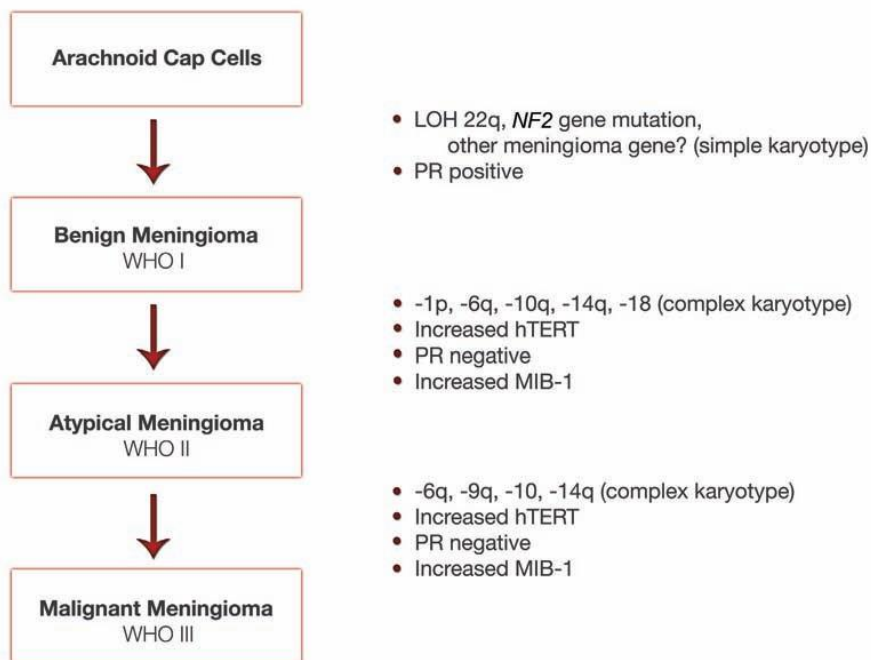 Arachnoid Cap Cells
• LOH 22q, NF2 gene mutation,
other meningioma gene? (simple karyotype)
• PR positive
Benign Meningioma
WHO I
• -1p, -6q, -10q, -14q, -18 (complex karyotype)
• Increased hTERT
• PR negative
• Increased MIB-1
Atypical Meningioma
WHO II
• -6q, -9q, -10, -14q (complex karyotype)
• Increased hTERT
• PR negative
• Increased MIB-1
Malignant Meningioma
WHO III